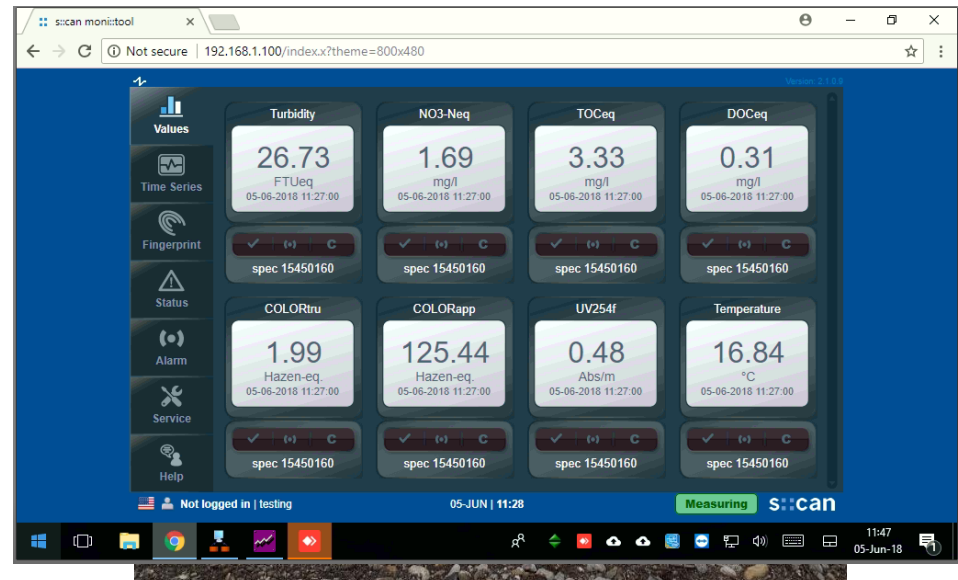 s::can moni::tool
Not secure | 192.168.1.100/index.x?theme=800x480
Version: 2.1.0.9
Values
Time Series
Fingerprint
Status
Alarm
Service
Help
Turbidity
26.73
FTUeq
05-06-2018 11:27:00
C
spec 15450160
NO3-Neq
1.69
mg/l
05-06-2018 11:27:00
C
spec 15450160
TOCeq
3.33
mg/l
05-06-2018 11:27:00
C
spec 15450160
DOCeq
0.31
mg/l
05-06-2018 11:27:00
C
spec 15450160
COLORtru
1.99
Hazen-eq.
05-06-2018 11:27:00
C
spec 15450160
COLORapp
125.44
Hazen-eq.
05-06-2018 11:27:00
C
spec 15450160
UV254f
0.48
Abs/m
05-06-2018 11:27:00
C
spec 15450160
Temperature
16.84
°C
05-06-2018 11:27:00
C
spec 15450160
Not logged in | testing
05-JUN | 11:28
Measuring
s::can
11:47
05-Jun-18
1